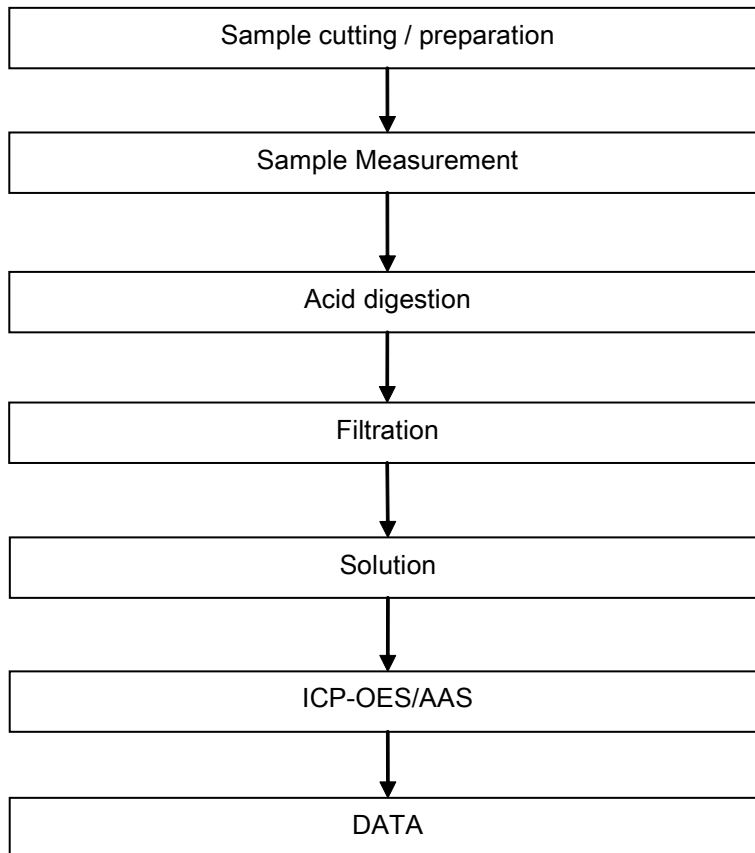 Sample cutting / preparation
Sample Measurement
Acid digestion
Filtration
Solution
ICP-OES/AAS
DATA